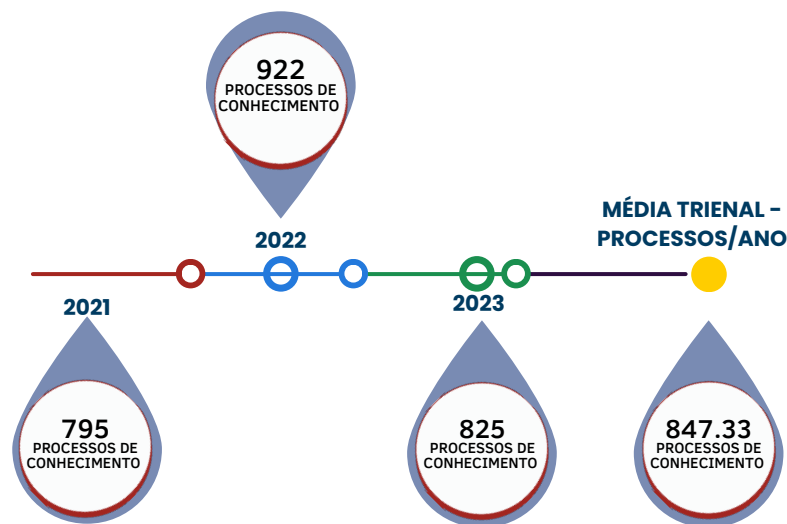 922
PROCESSOS DE
CONHECIMENTO
2022
MÉDIA TRIENAL -
PROCESSOS/ANO
2021
2023
795
PROCESSOS DE
CONHECIMENTO
825
PROCESSOS DE
CONHECIMENTO
847.33
PROCESSOS DE
CONHECIMENTO